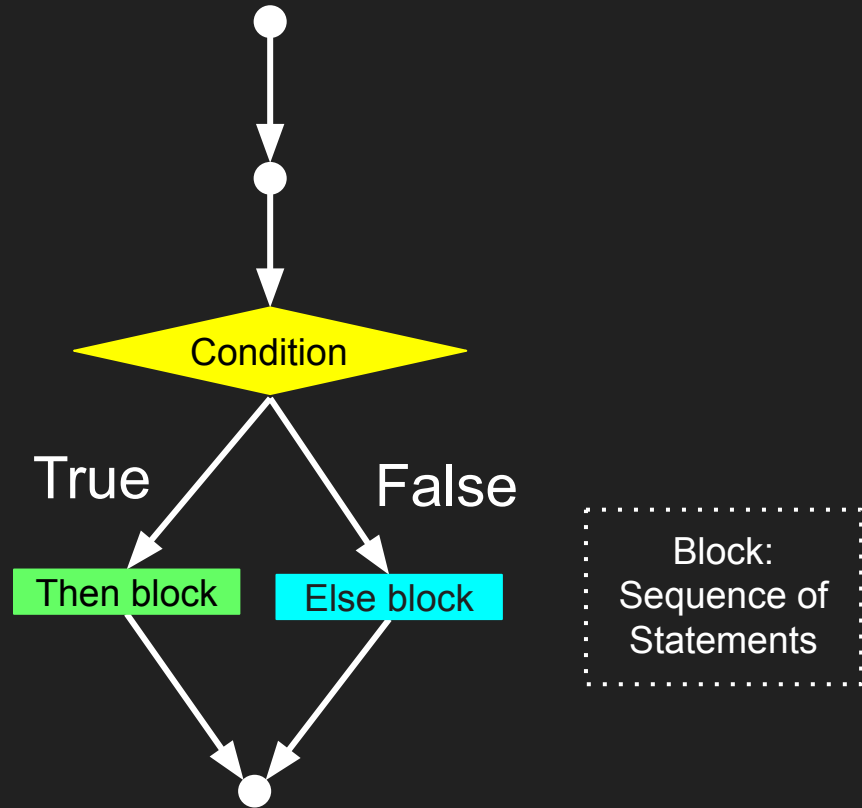 Condition
True
False
Then block
Else block
Block:
Sequence of
Statements